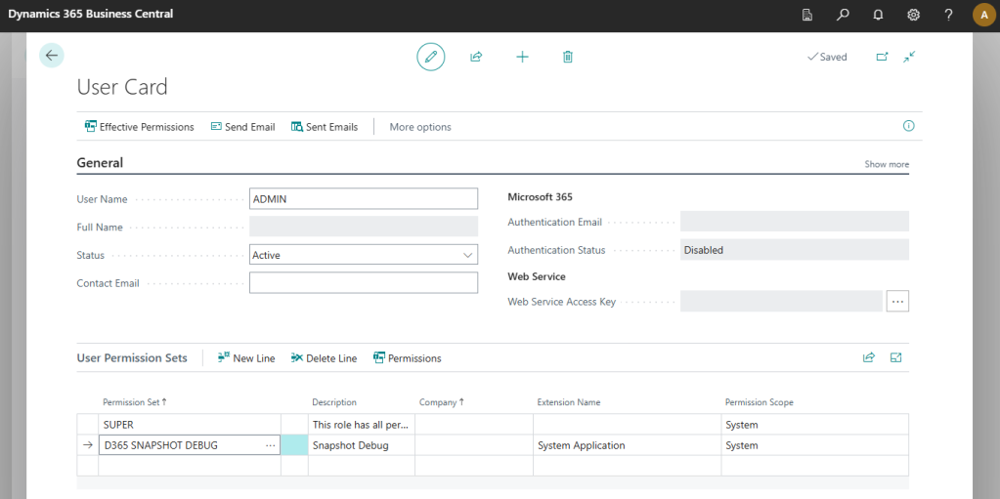 Dynamics 365 Business Central
?
A
Saved
User Card
Effective Permissions Send Email Sent Emails More options
General Show more
User Name ADMIN
Full Name
Status Active
Contact Email
Microsoft 365
Authentication Email
Authentication Status Disabled
Web Service
Web Service Access Key ...
User Permission Sets New Line Delete Line Permissions
Permission Set ↑ Description Company ↑ Extension Name Permission Scope
SUPER This role has all per... System
→ D365 SNAPSHOT DEBUG ... Snapshot Debug System Application System